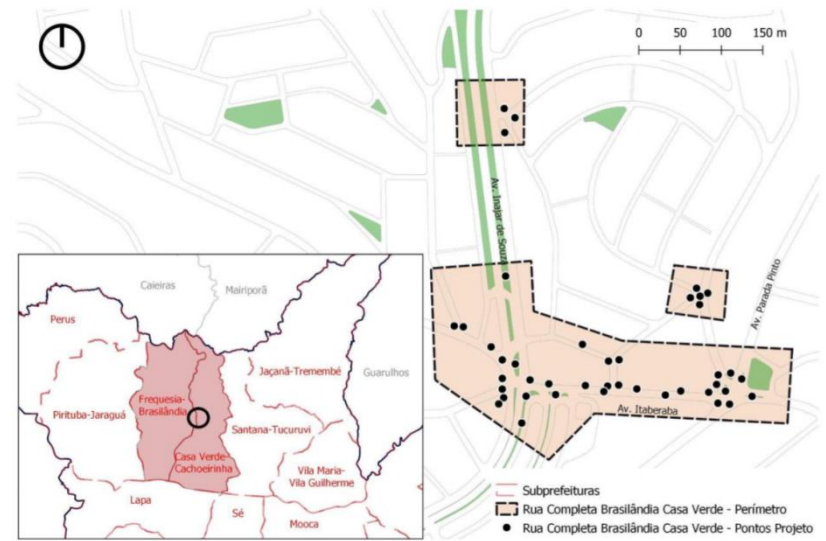 0 50 100 150 m
Av. Inajar de Souza
Av. Parada Pinto
Av. Itaberaba
Caieiras
Mairiporã
Perus
Jaçanã-Tremembé
Guarulhos
Frequesia-
Brasilândia
Pirituba-Jaraguá
Santana-Tucuruvi
Casa Verde-
Cachoeirinha
Vila Maria-
Vila Guilherme
Lapa
Sé
Mooca
Subprefeituras
Rua Completa Brasilândia Casa Verde - Perímetro
Rua Completa Brasilândia Casa Verde - Pontos Projeto